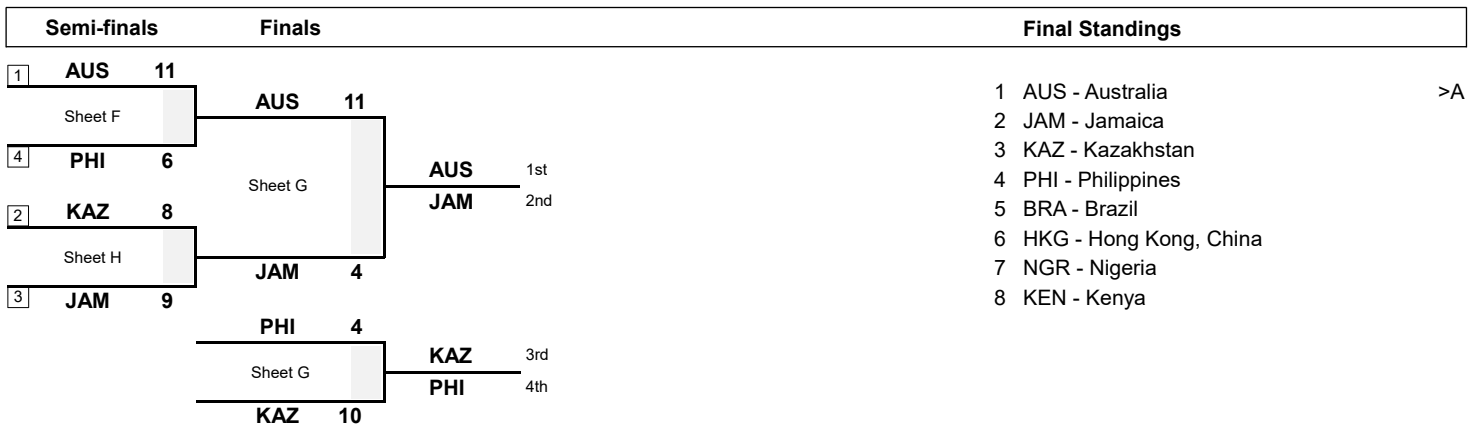 Semi-finals Finals Final Standings
1 AUS 11
Sheet F
4 PHI 6
2 KAZ 8
Sheet H
3 JAM 9
AUS 11
Sheet G
JAM 4
AUS 1st
JAM 2nd
PHI 4
Sheet G
KAZ 10
KAZ 3rd
PHI 4th
1 AUS - Australia >A
2 JAM - Jamaica
3 KAZ - Kazakhstan
4 PHI - Philippines
5 BRA - Brazil
6 HKG - Hong Kong, China
7 NGR - Nigeria
8 KEN - Kenya